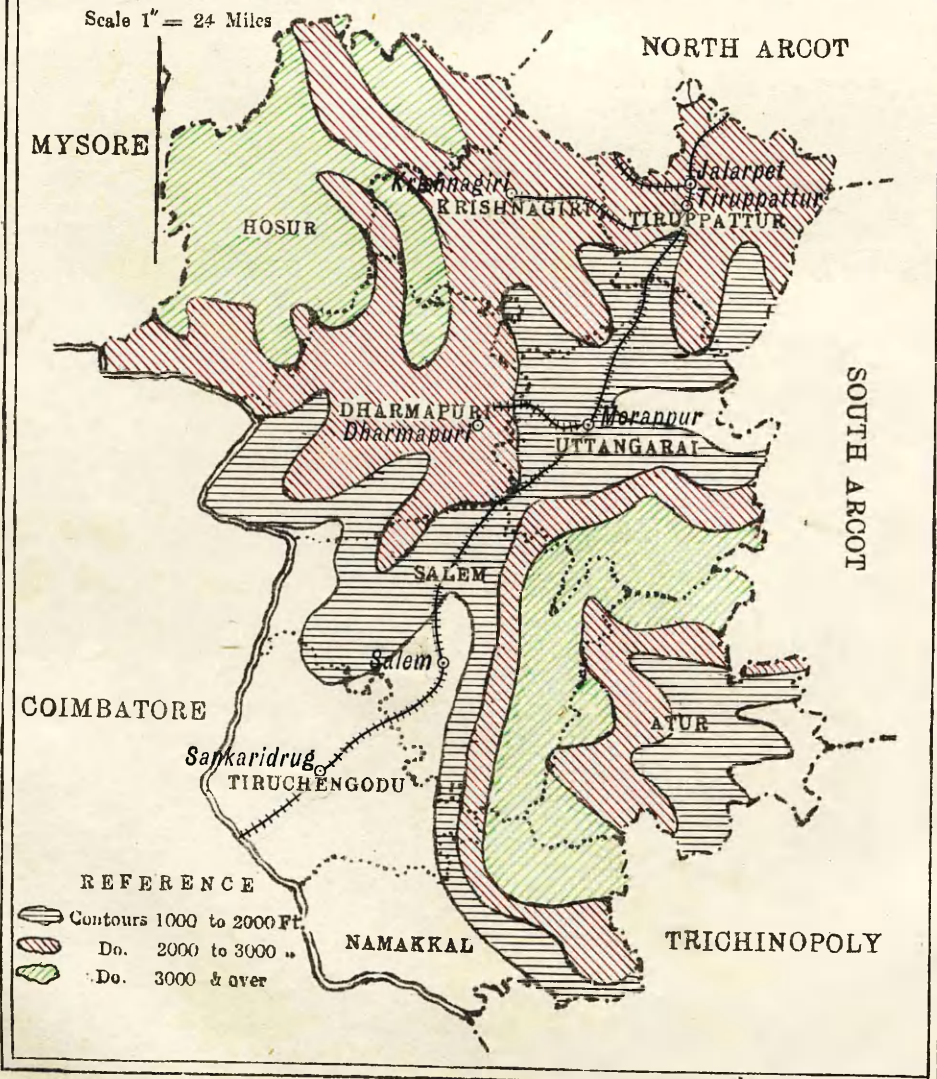 Scale 1" = 24 Miles
NORTH ARCOT
MYSORE
Krishnagiri
KRISHNAGIRI
Jalarpet
Tiruppattur
TIRUPPATTUR
HOSUR
SOUTH ARCOT
DHARMAPURI
Dharmapuri
Morappur
UTTANGARAI
SALEM
Salem
COIMBATORE
ATUR
Sankaridrug
TIRUCHENGODU
REFERENCE
Contours 1000 to 2000 Ft
Do. 2000 to 3000 "
Do. 3000 & over
NAMAKKAL
TRICHINOPOLY